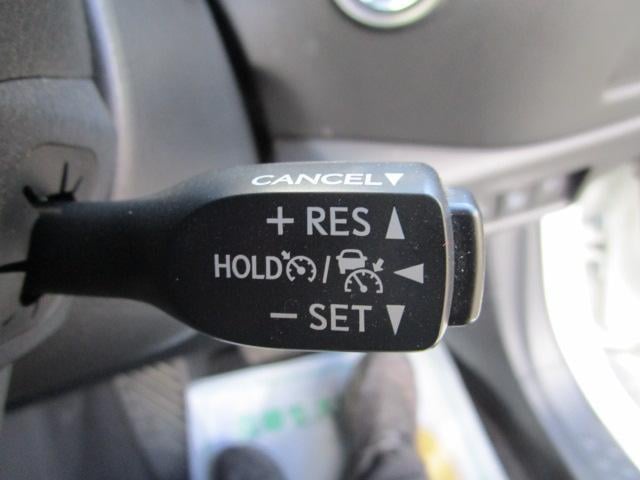 CANCEL▼
+ RES ▲
HOLD / ◀
− SET ▼